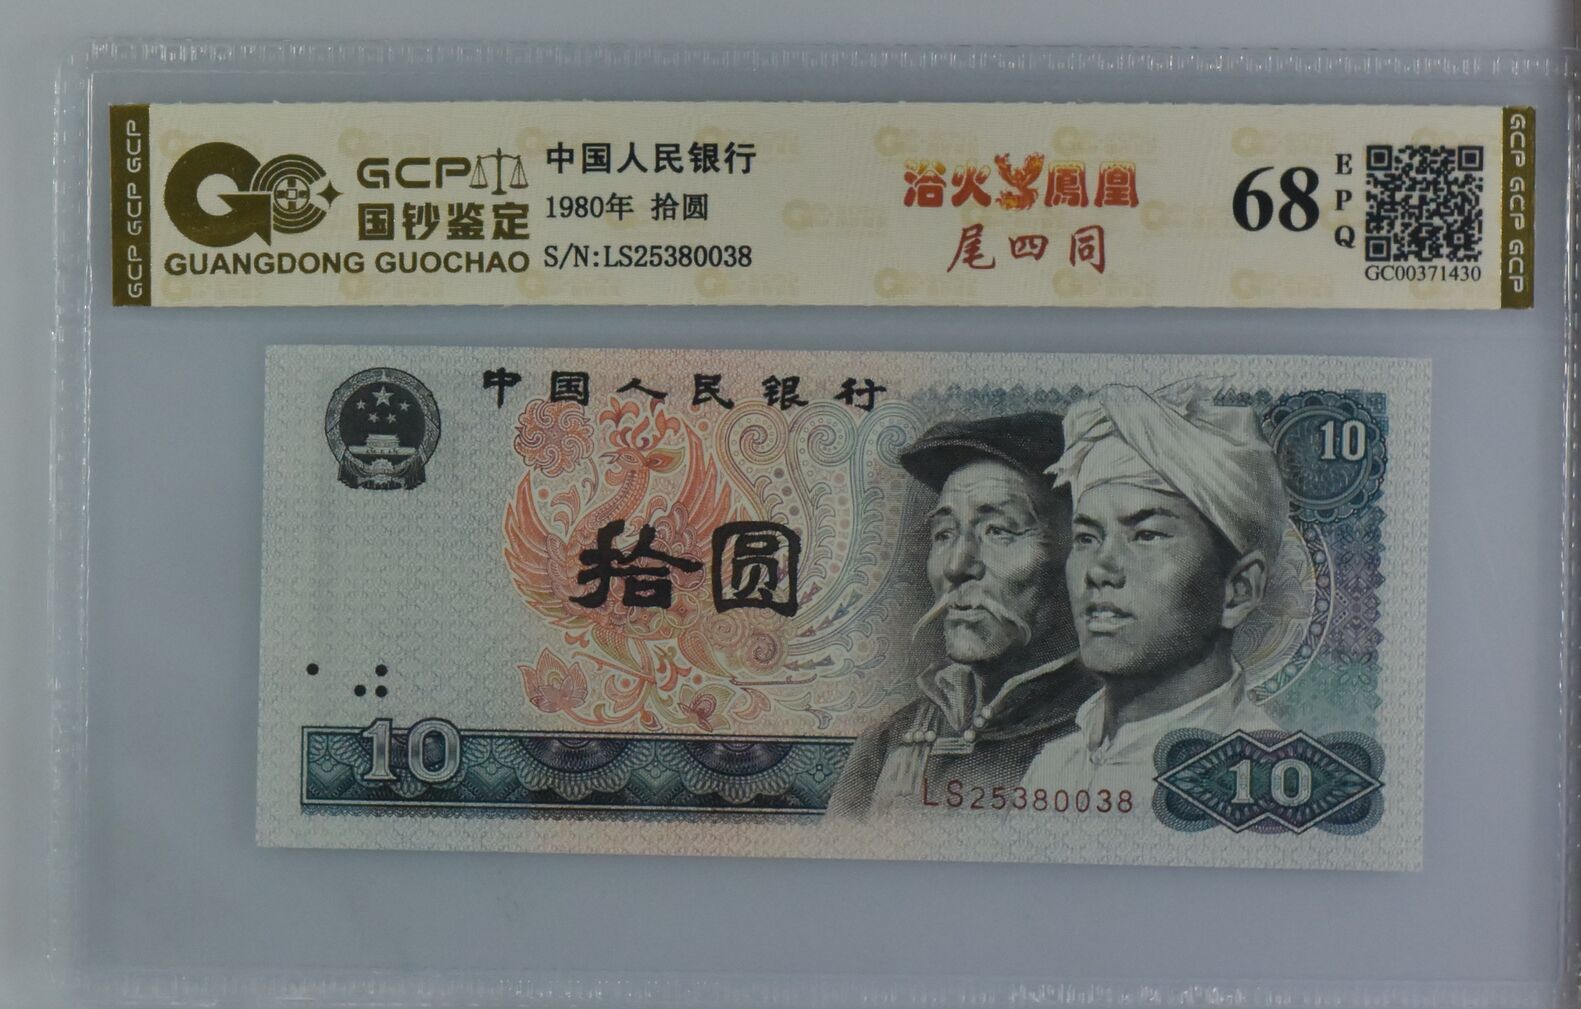 GCP GCP GCP
GCP
国钞鉴定
GUANGDONG GUOCHAO
中国人民银行
1980年 拾圆
S/N:LS25380038
浴火鳳凰
尾四同
68
EPQ
GC00371430
GCP GCP GCP
中国人民银行
10
拾圆
10
LS25380038
10